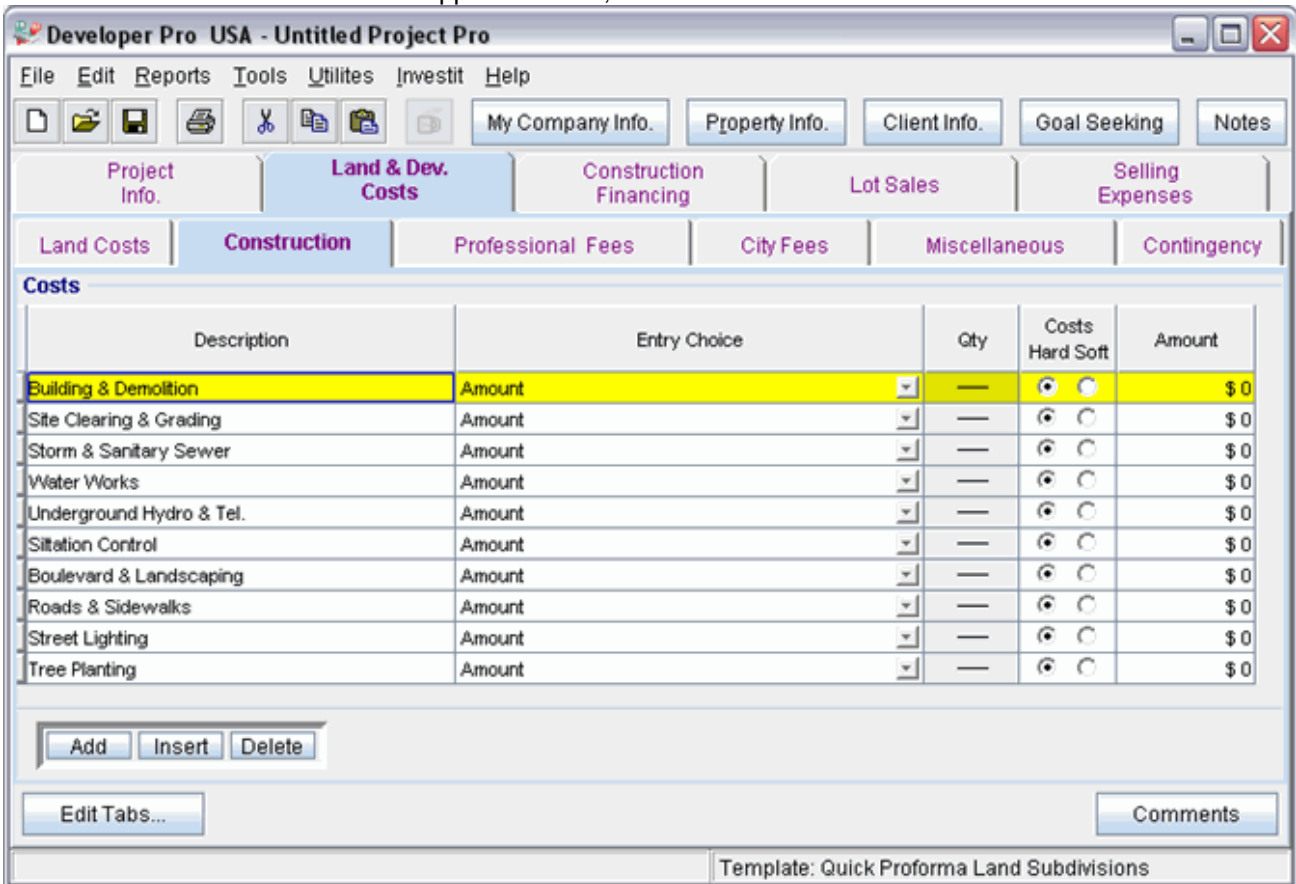 Developer Pro USA - Untitled Project Pro
File Edit Reports Tools Utilites Investit Help
My Company Info. Property Info. Client Info. Goal Seeking Notes
Project Info. Land & Dev. Costs Construction Financing Lot Sales Selling Expenses
Land Costs Construction Professional Fees City Fees Miscellaneous Contingency
Costs
Description Entry Choice Qty Costs Hard Soft Amount
Building & Demolition Amount — $ 0
Site Clearing & Grading Amount — $ 0
Storm & Sanitary Sewer Amount — $ 0
Water Works Amount — $ 0
Underground Hydro & Tel. Amount — $ 0
Siltation Control Amount — $ 0
Boulevard & Landscaping Amount — $ 0
Roads & Sidewalks Amount — $ 0
Street Lighting Amount — $ 0
Tree Planting Amount — $ 0
Add Insert Delete
Edit Tabs... Comments
Template: Quick Proforma Land Subdivisions